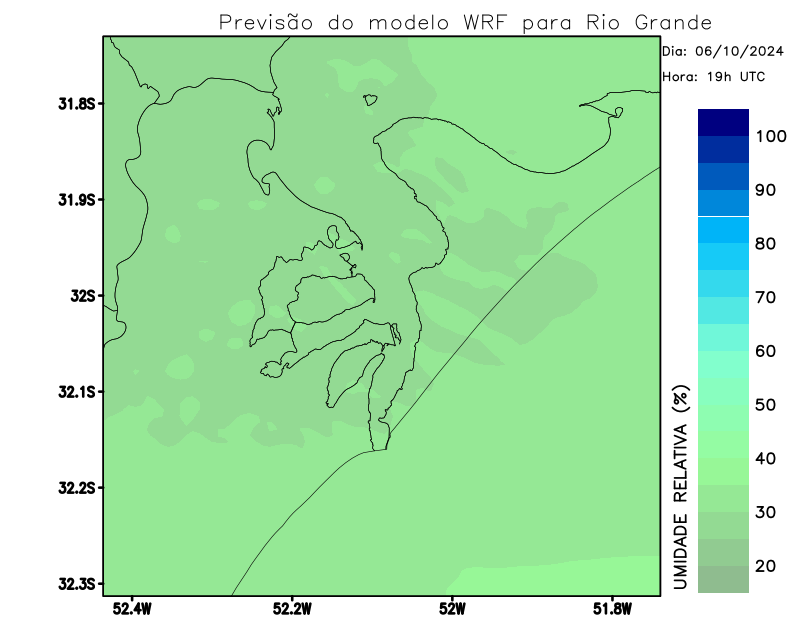 Previsão do modelo WRF para Rio Grande
Dia: 06/10/2024
Hora: 19h UTC
31.8S
31.9S
32S
32.1S
32.2S
32.3S
52.4W
52.2W
52W
51.8W
100
90
80
70
60
50
40
30
20
UMIDADE RELATIVA (%)